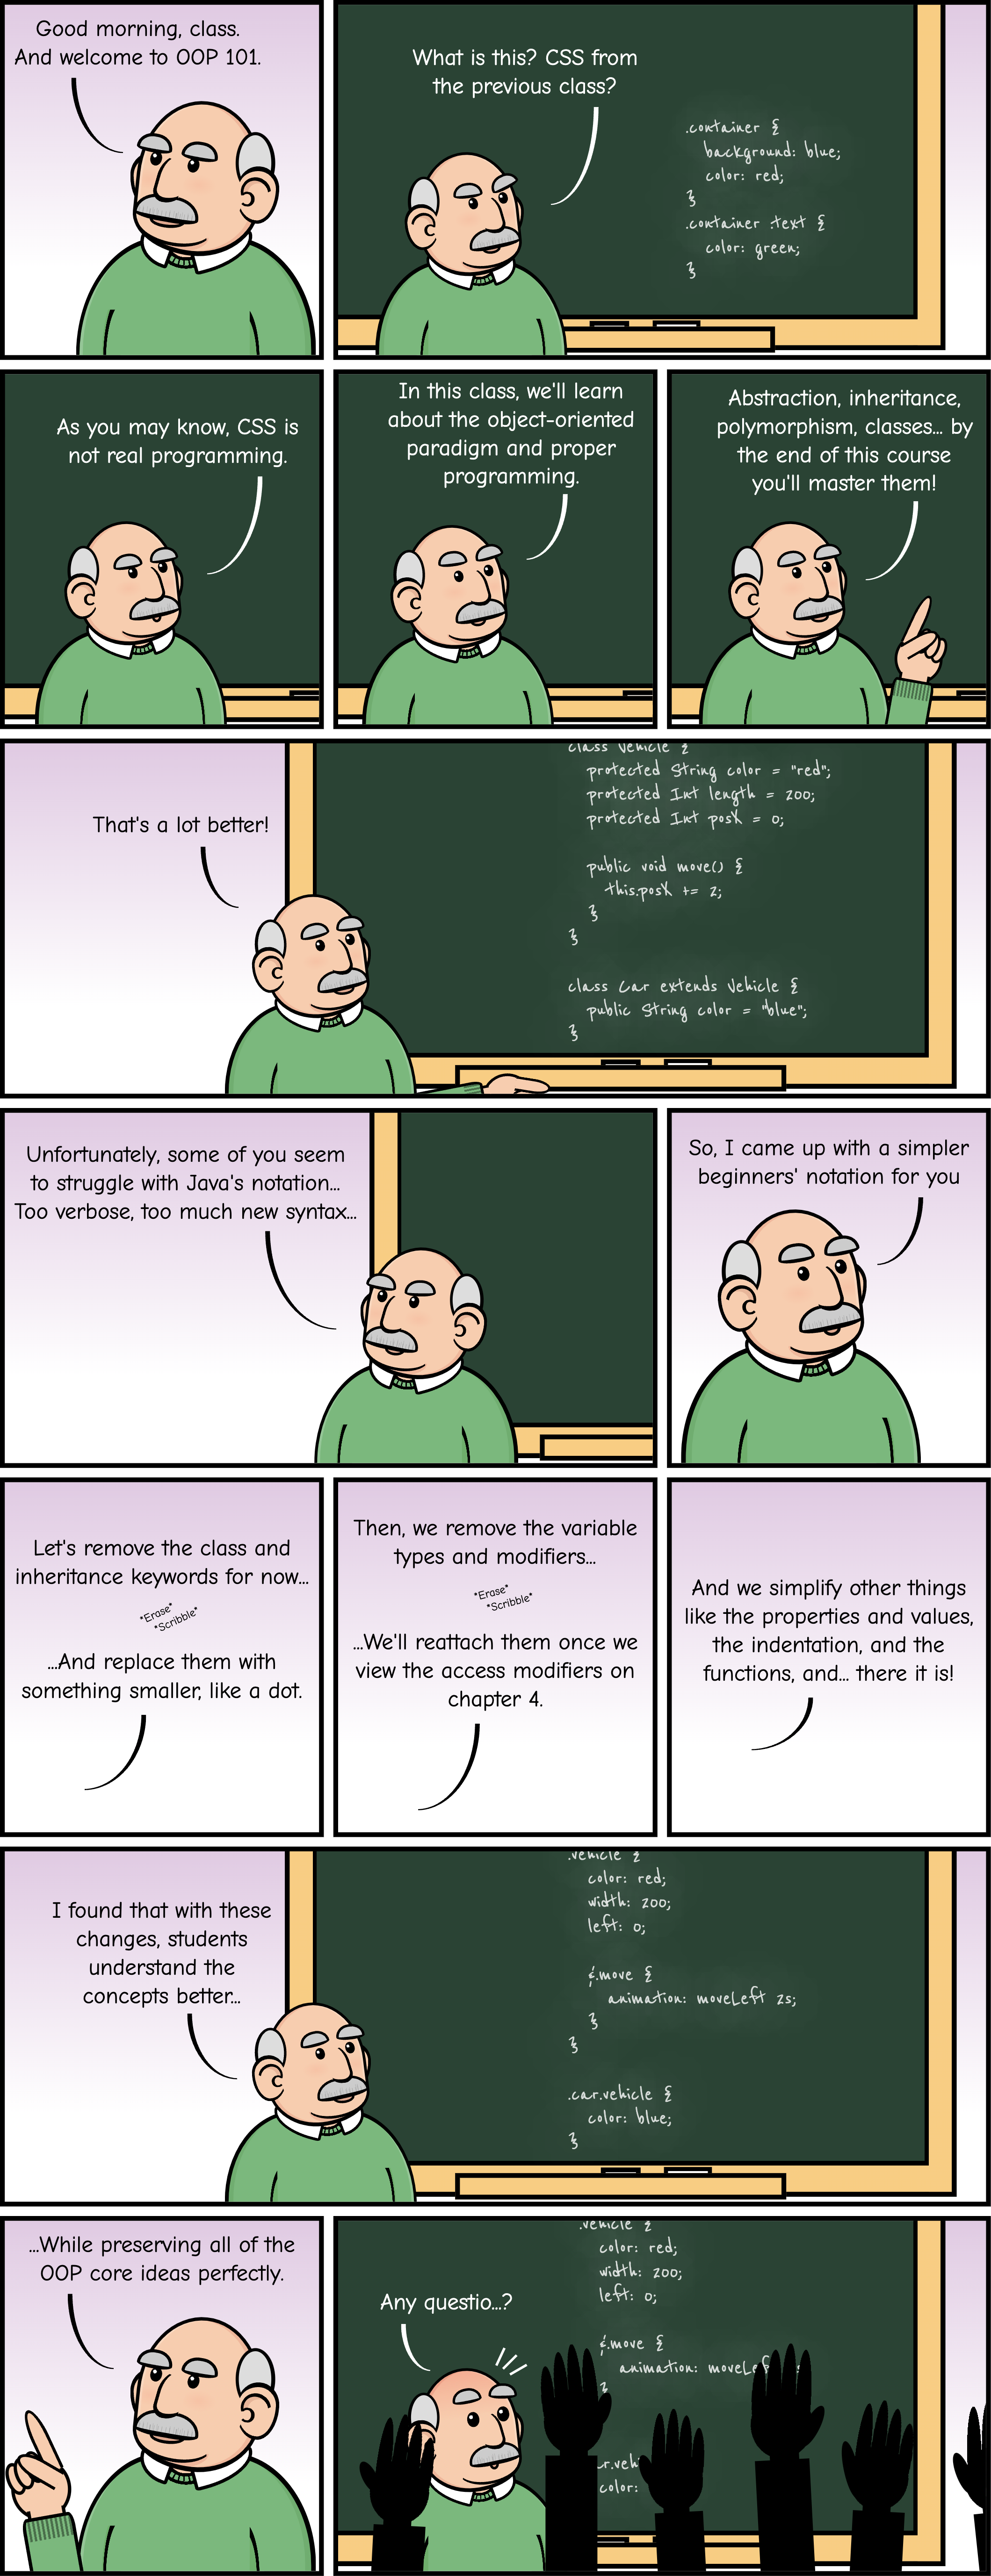 Good morning, class.
And welcome to OOP 101.
What is this? CSS from
the previous class?
.container {
background: blue;
color: red;
}
.container .text {
color: green;
}
As you may know, CSS is
not real programming.
In this class, we'll learn
about the object-oriented
paradigm and proper
programming.
Abstraction, inheritance,
polymorphism, classes... by
the end of this course
you'll master them!
That's a lot better!
class Vehicle {
protected String color = "red";
protected Int length = 200;
protected Int posX = 0;
public void move() {
this.posX += 2;
}
}
class Car extends Vehicle {
public String color = "blue";
}
Unfortunately, some of you seem
to struggle with Java's notation...
Too verbose, too much new syntax...
So, I came up with a simpler
beginners' notation for you
Let's remove the class and
inheritance keywords for now...
*Erase*
*Scribble*
...And replace them with
something smaller, like a dot.
Then, we remove the variable
types and modifiers...
*Erase*
*Scribble*
...We'll reattach them once we
view the access modifiers on
chapter 4.
And we simplify other things
like the properties and values,
the indentation, and the
functions, and... there it is!
I found that with these
changes, students
understand the
concepts better...
.vehicle {
color: red;
width: 200;
left: 0;
&.move {
animation: moveLeft 2s;
}
}
.car.vehicle {
color: blue;
}
...While preserving all of the
OOP core ideas perfectly.
Any questio...?
.vehicle {
color: red;
width: 200;
left: 0;
&.move {
animation: moveLef
}
r.vehi
color: